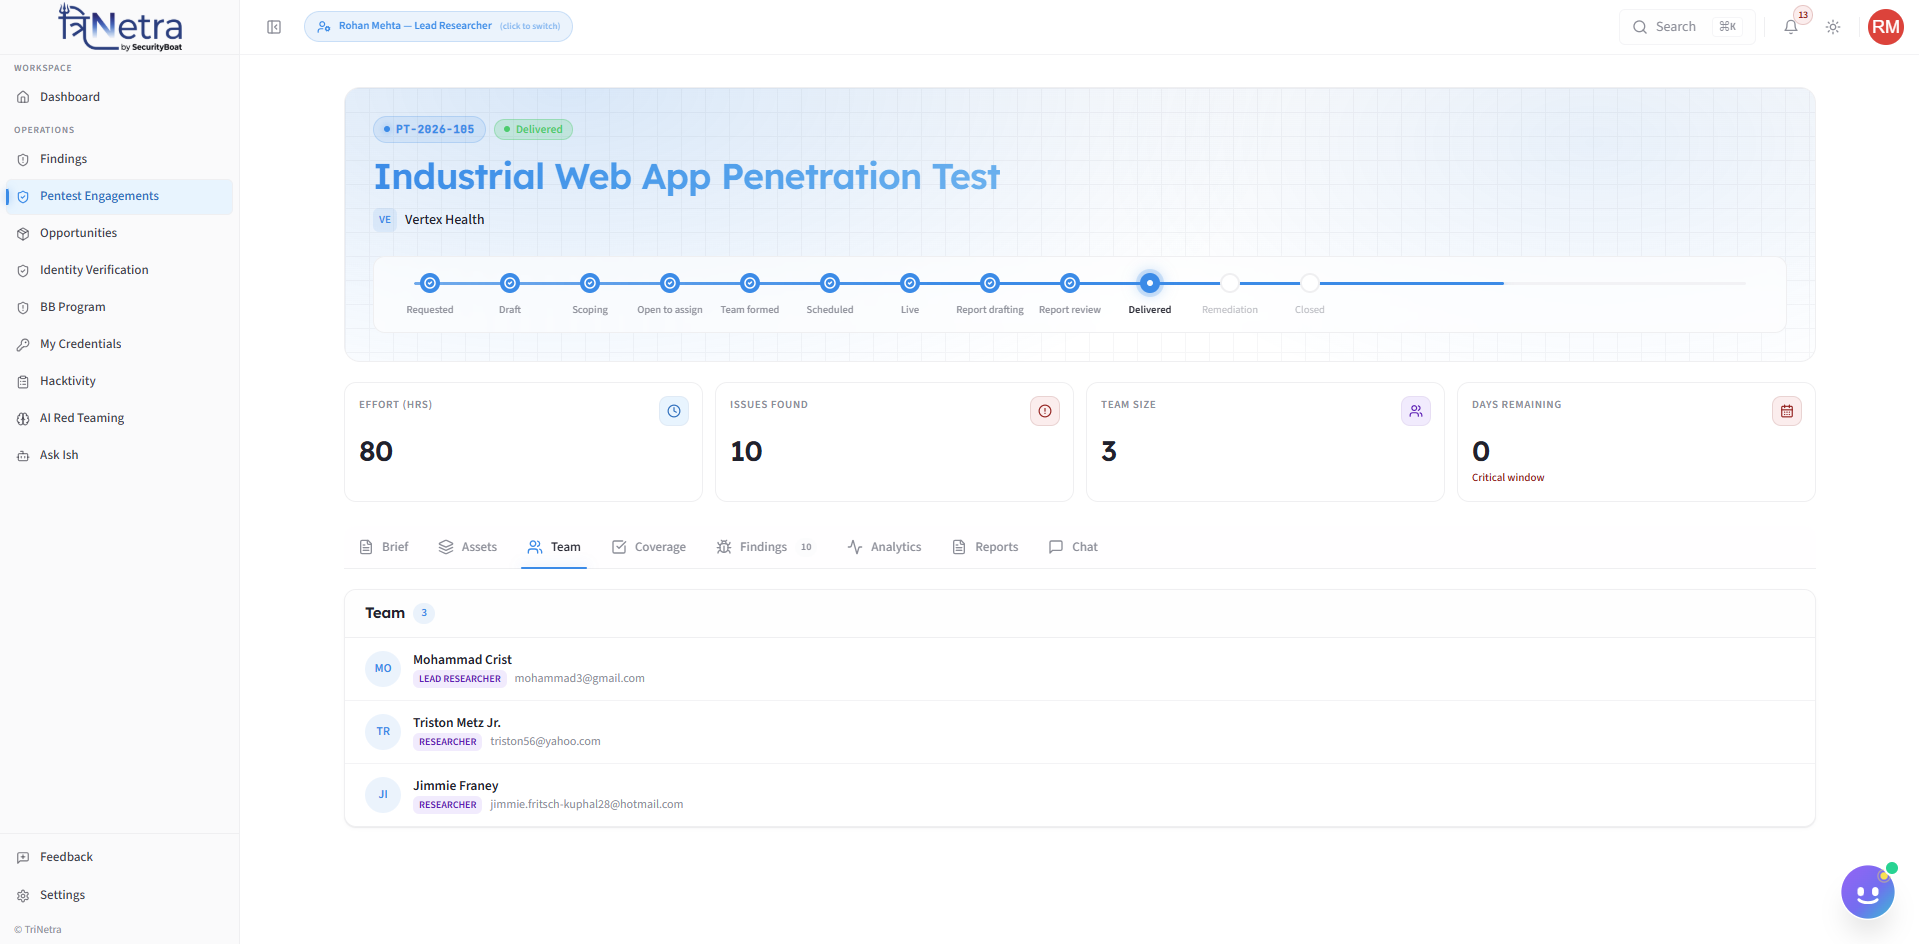 त्रिNetra
by SecurityBoat
WORKSPACE
Dashboard
OPERATIONS
Findings
Pentest Engagements
Opportunities
Identity Verification
BB Program
My Credentials
Hacktivity
AI Red Teaming
Ask Ish
Feedback
Settings
© TriNetra
Rohan Mehta — Lead Researcher (click to switch)
Search ⌘K
13
RM
PT-2026-105 Delivered
Industrial Web App Penetration Test
VE Vertex Health
Requested Draft Scoping Open to assign Team formed Scheduled Live Report drafting Report review Delivered Remediation Closed
EFFORT (HRS)
80
ISSUES FOUND
10
TEAM SIZE
3
DAYS REMAINING
0
Critical window
Brief Assets Team Coverage Findings 10 Analytics Reports Chat
Team 3
MO Mohammad Crist
LEAD RESEARCHER mohammad3@gmail.com
TR Triston Metz Jr.
RESEARCHER triston56@yahoo.com
JI Jimmie Franey
RESEARCHER jimmie.fritsch-kuphal28@hotmail.com